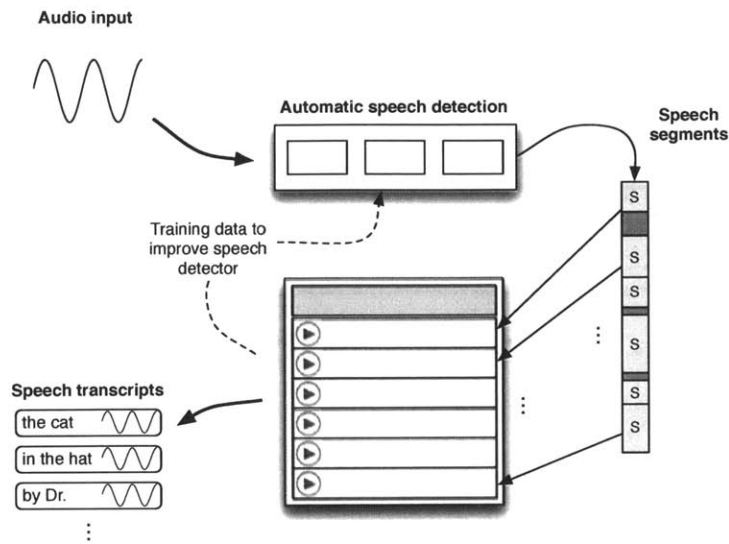 Audio input
Automatic speech detection
Speech
segments
S
S
S
S
S
S
Training data to
improve speech
detector
Speech transcripts
the cat
in the hat
by Dr.